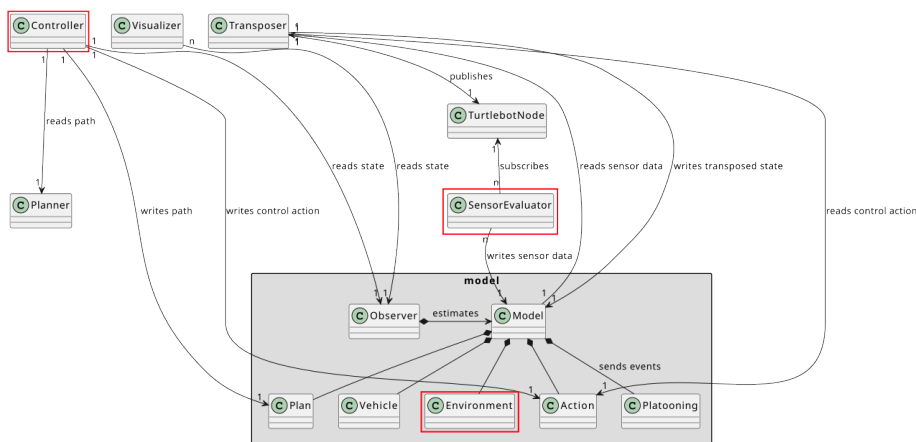 C Controller
C Visualizer
C Transposer
1
1
n
1
1
1
1
publishes
1
C TurtlebotNode
reads path
1
subscribes
reads state
reads state
reads sensor data
writes transposed state
n
1
C Planner
C SensorEvaluator
writes path
writes control action
reads control action
n
writes sensor data
model
1
1
1
1
1
C Observer
estimates
C Model
sends events
1
1
1
C Plan
C Vehicle
C Environment
C Action
C Platooning